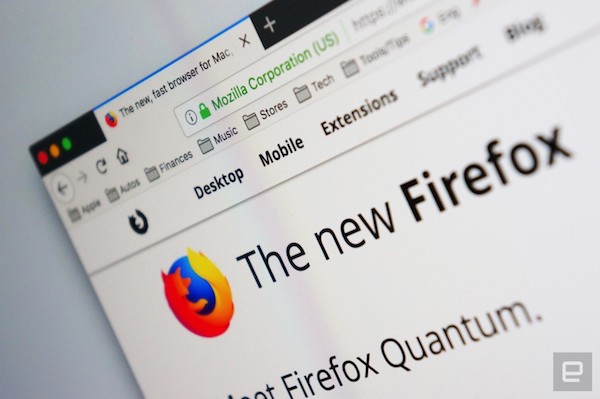 The new, fast browser for Mac,
Mozilla Corporation (US)
https://
Apple Autos Finances Music Stores Tech Tools/Tips
Desktop Mobile Extensions Support Blog
The new Firefox
Firefox Quantum.
e